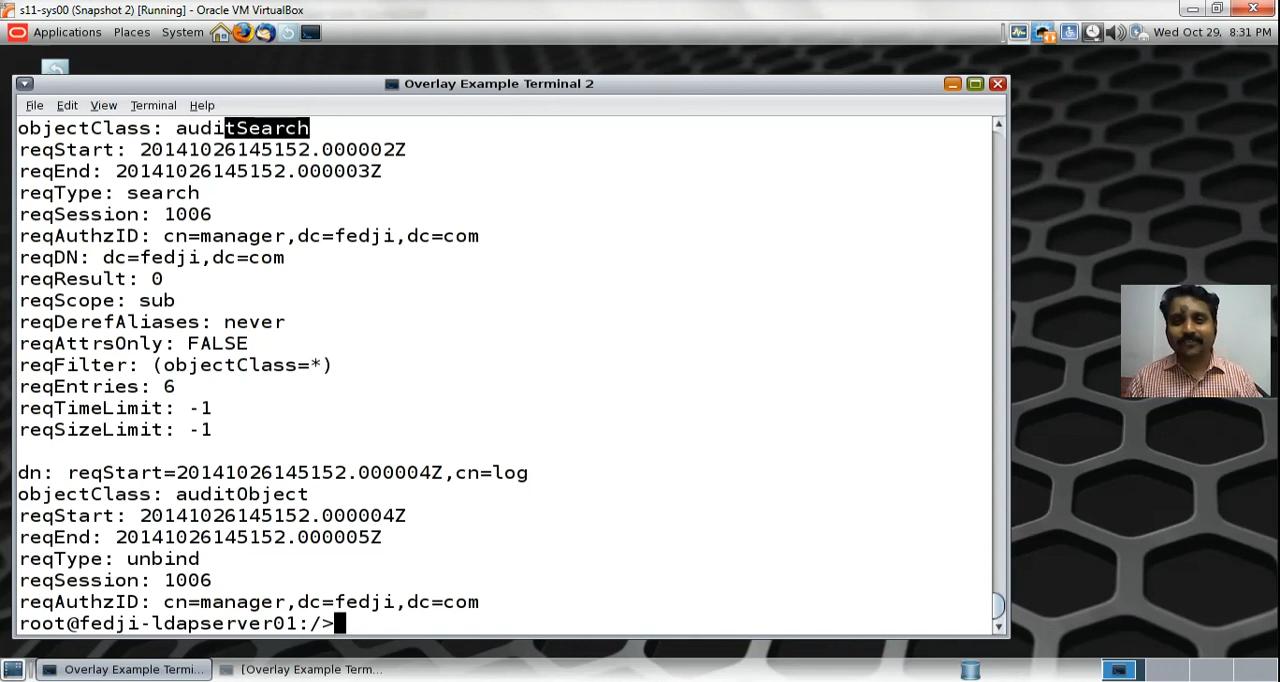 s11-sys00 (Snapshot 2) [Running] - Oracle VM VirtualBox
Applications Places System Wed Oct 29, 8:31 PM
Overlay Example Terminal 2
File Edit View Terminal Help
objectClass: auditSearch
reqStart: 20141026145152.000002Z
reqEnd: 20141026145152.000003Z
reqType: search
reqSession: 1006
reqAuthzID: cn=manager,dc=fedji,dc=com
reqDN: dc=fedji,dc=com
reqResult: 0
reqScope: sub
reqDerefAliases: never
reqAttrsOnly: FALSE
reqFilter: (objectClass=*)
reqEntries: 6
reqTimeLimit: -1
reqSizeLimit: -1
dn: reqStart=20141026145152.000004Z,cn=log
objectClass: auditObject
reqStart: 20141026145152.000004Z
reqEnd: 20141026145152.000005Z
reqType: unbind
reqSession: 1006
reqAuthzID: cn=manager,dc=fedji,dc=com
root@fedji-ldapserver01:/>
Overlay Example Termi... [Overlay Example Term...